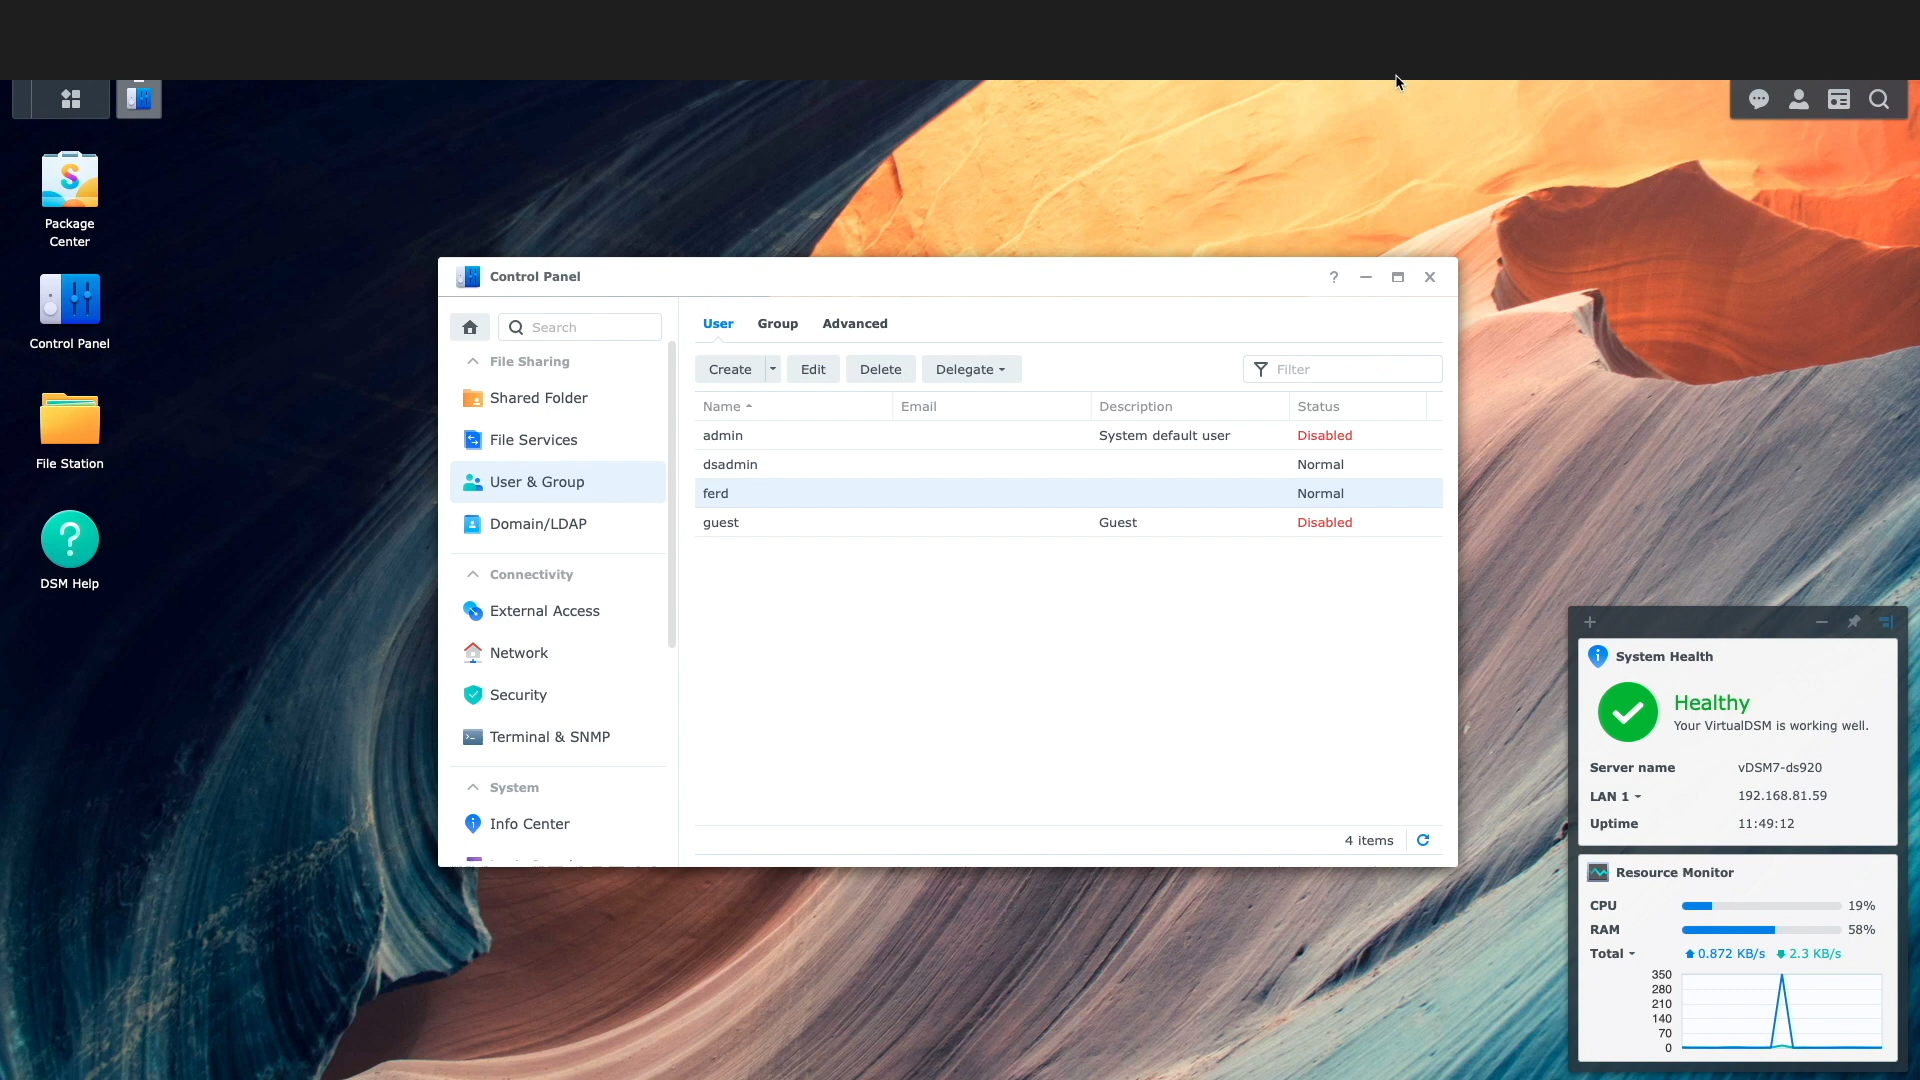 Package
Center
Control Panel
File Station
DSM Help
Control Panel
Search
File Sharing
Shared Folder
File Services
User & Group
Domain/LDAP
Connectivity
External Access
Network
Security
Terminal & SNMP
System
Info Center
User Group Advanced
Create Edit Delete Delegate Filter
Name Email Description Status
admin System default user Disabled
dsadmin Normal
ferd Normal
guest Guest Disabled
4 items
System Health
Healthy
Your VirtualDSM is working well.
Server name vDSM7-ds920
LAN 1 192.168.81.59
Uptime 11:49:12
Resource Monitor
CPU 19%
RAM 58%
Total 0.872 KB/s 2.3 KB/s
350
280
210
140
70
0